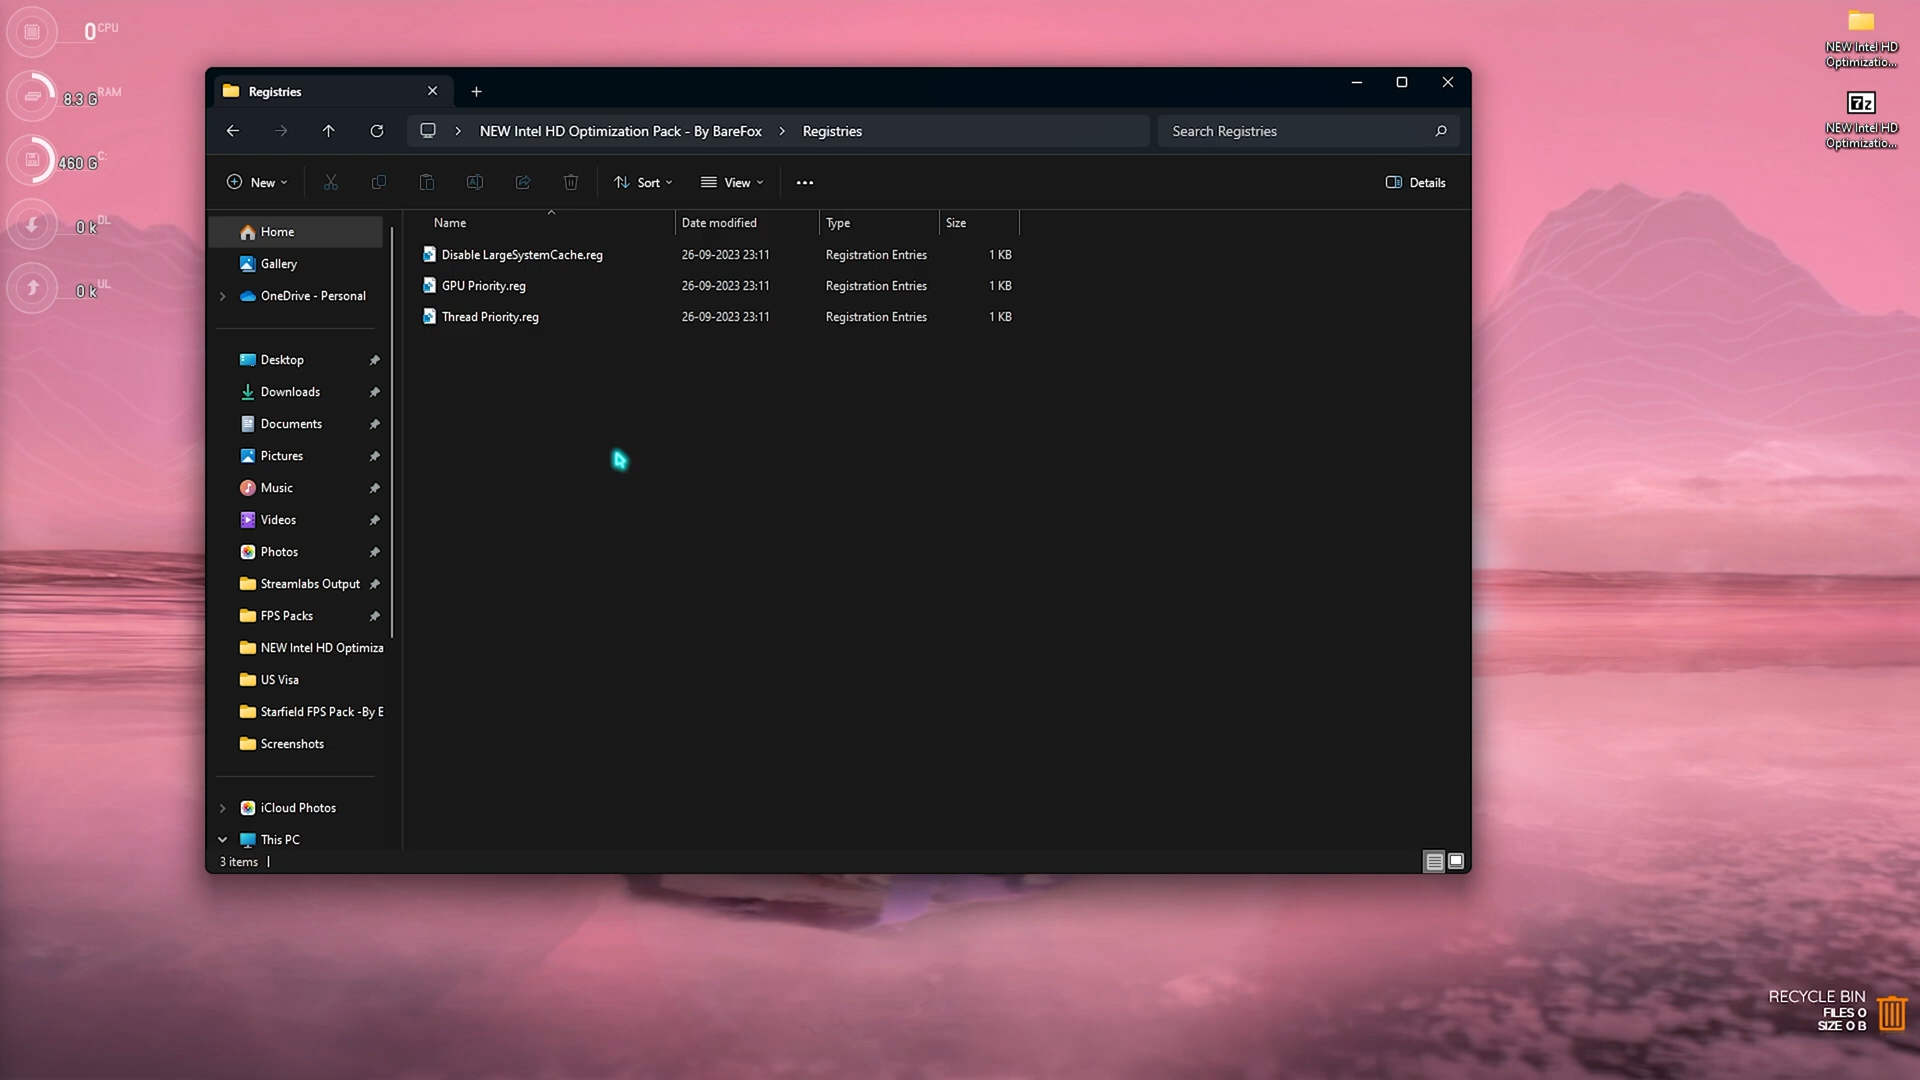 0 CPU
8.3 G RAM
460 G C:
0 k DL
0 k UL
Registries
NEW Intel HD Optimization Pack - By BareFox
Registries
Search Registries
New
Sort
View
Details
Name
Date modified
Type
Size
Disable LargeSystemCache.reg
26-09-2023 23:11
Registration Entries
1 KB
GPU Priority.reg
26-09-2023 23:11
Registration Entries
1 KB
Thread Priority.reg
26-09-2023 23:11
Registration Entries
1 KB
Home
Gallery
OneDrive - Personal
Desktop
Downloads
Documents
Pictures
Music
Videos
Photos
Streamlabs Output
FPS Packs
NEW Intel HD Optimiza
US Visa
Starfield FPS Pack -By E
Screenshots
iCloud Photos
This PC
3 items
NEW Intel HD
Optimizatio...
7z
NEW Intel HD
Optimizatio...
RECYCLE BIN
FILES 0
SIZE 0 B